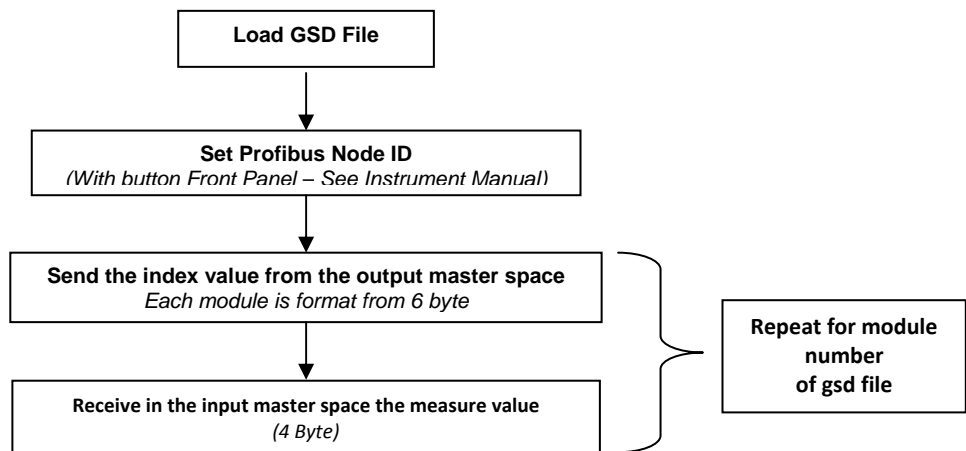 Load GSD File
Set Profibus Node ID
(With button Front Panel – See Instrument Manual)
Send the index value from the output master space
Each module is format from 6 byte
Receive in the input master space the measure value
(4 Byte)
Repeat for module
number
of gsd file